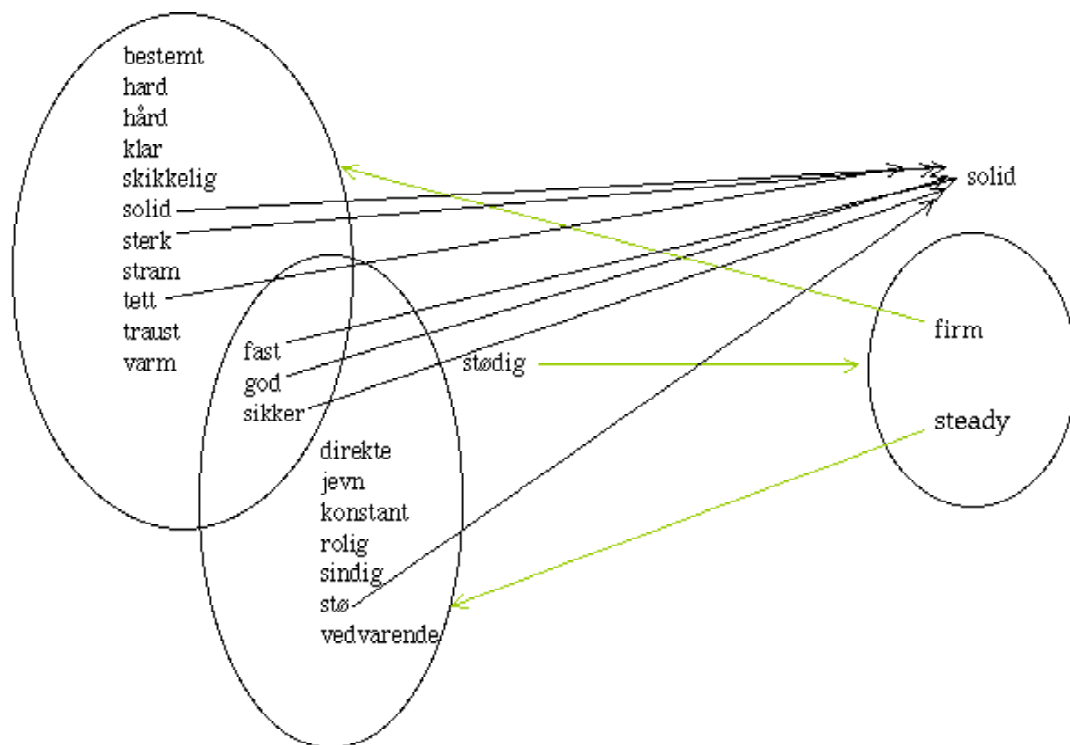 bestemt
hard
hård
klar
skikkelig
solid
sterk
stram
tett
traust
varm
fast
god
sikker
direkte
jevn
konstant
rolig
sindig
stø
vedvarende
stødig
solid
firm
steady